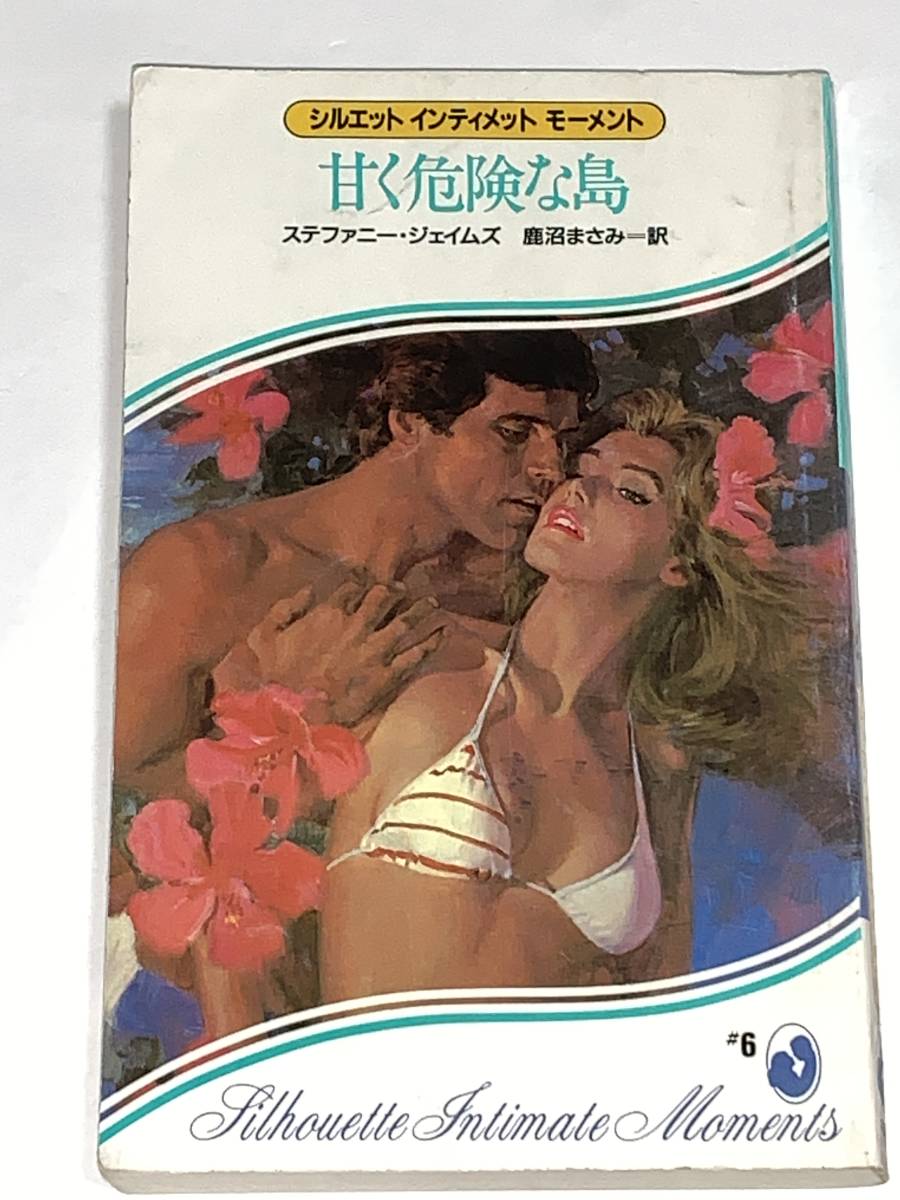 シルエット インティメット モーメント
甘く危険な島
ステファニー・ジェイムズ 鹿沼まさみ=訳
#6
Silhouette Intimate Moments